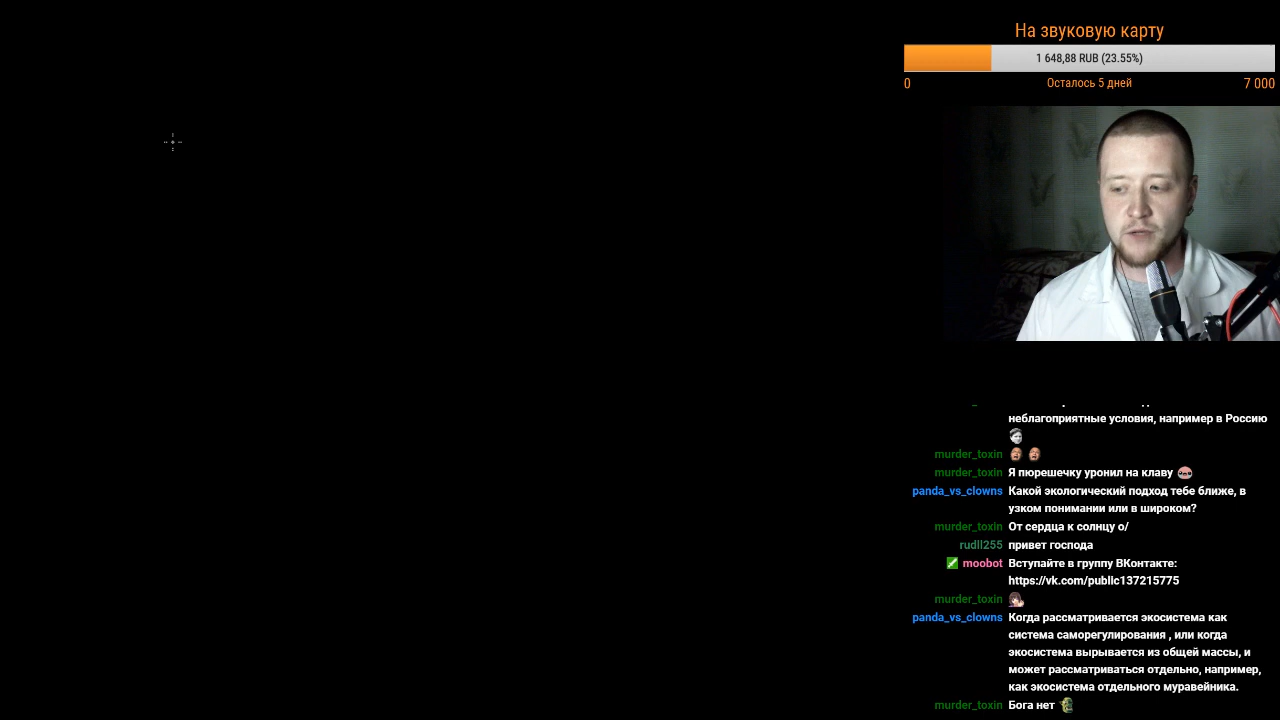 На звуковую карту
1 648,88 RUB (23.55%)
0 Осталось 5 дней 7 000
неблагоприятные условия, например в Россию
murder_toxin
murder_toxin Я пюрешечку уронил на клаву
panda_vs_clowns Какой экологический подход тебе ближе, в
узком понимании или в широком?
murder_toxin От сердца к солнцу о/
rudll255 привет господа
moobot Вступайте в группу ВКонтакте:
https://vk.com/public137215775
murder_toxin
panda_vs_clowns Когда рассматривается экосистема как
система саморегулирования , или когда
экосистема вырывается из общей массы, и
может рассматриваться отдельно, например,
как экосистема отдельного муравейника.
murder_toxin Бога нет